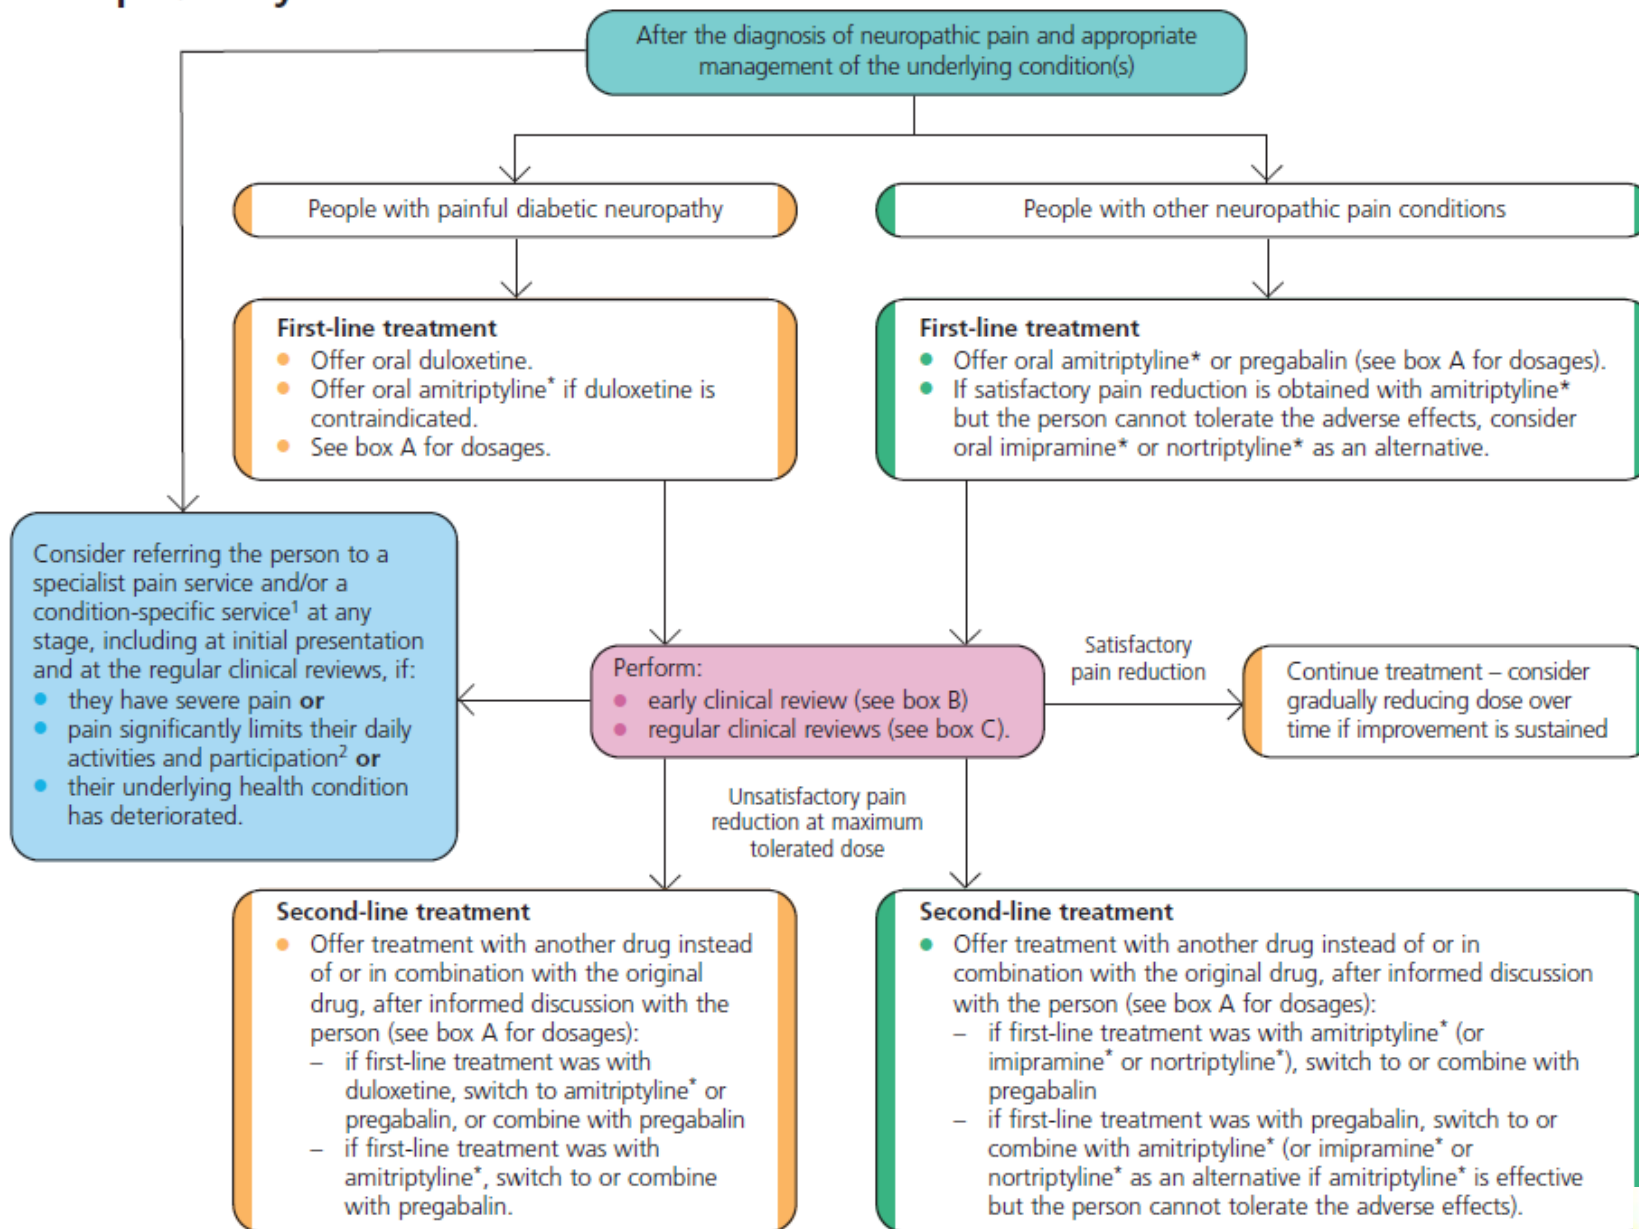 After the diagnosis of neuropathic pain and appropriate
management of the underlying condition(s)
People with painful diabetic neuropathy
People with other neuropathic pain conditions
First-line treatment
● Offer oral duloxetine.
● Offer oral amitriptyline* if duloxetine is
contraindicated.
● See box A for dosages.
First-line treatment
● Offer oral amitriptyline* or pregabalin (see box A for dosages).
● If satisfactory pain reduction is obtained with amitriptyline*
but the person cannot tolerate the adverse effects, consider
oral imipramine* or nortriptyline* as an alternative.
Consider referring the person to a
specialist pain service and/or a
condition-specific service¹ at any
stage, including at initial presentation
and at the regular clinical reviews, if:
● they have severe pain or
● pain significantly limits their daily
activities and participation² or
● their underlying health condition
has deteriorated.
Perform:
● early clinical review (see box B)
● regular clinical reviews (see box C).
Satisfactory
pain reduction
Continue treatment – consider
gradually reducing dose over
time if improvement is sustained
Unsatisfactory pain
reduction at maximum
tolerated dose
Second-line treatment
● Offer treatment with another drug instead
of or in combination with the original
drug, after informed discussion with the
person (see box A for dosages):
– if first-line treatment was with
duloxetine, switch to amitriptyline* or
pregabalin, or combine with pregabalin
– if first-line treatment was with
amitriptyline*, switch to or combine
with pregabalin.
Second-line treatment
● Offer treatment with another drug instead of or in
combination with the original drug, after informed discussion
with the person (see box A for dosages):
– if first-line treatment was with amitriptyline* (or
imipramine* or nortriptyline*), switch to or combine with
pregabalin
– if first-line treatment was with pregabalin, switch to or
combine with amitriptyline* (or imipramine* or
nortriptyline* as an alternative if amitriptyline* is effective
but the person cannot tolerate the adverse effects).